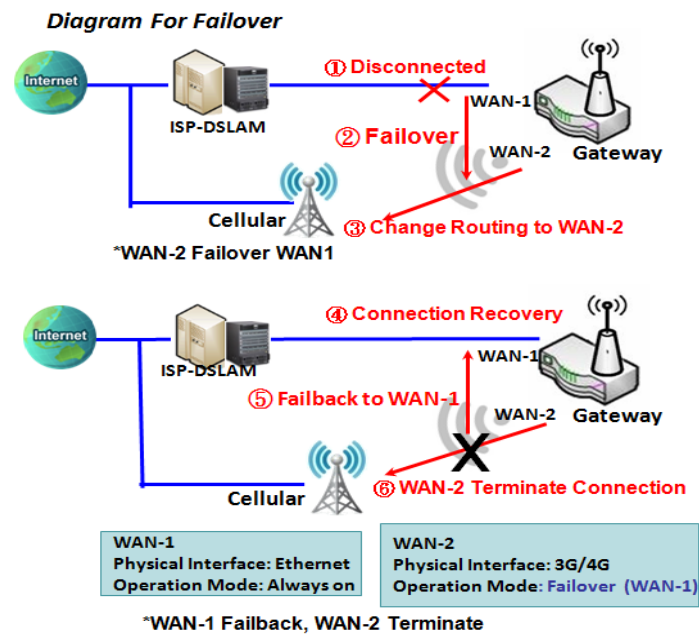 Diagram For Failover
Internet
ISP-DSLAM
① Disconnected
WAN-1
② Failover
WAN-2
Gateway
Cellular
③ Change Routing to WAN-2
*WAN-2 Failover WAN1
Internet
ISP-DSLAM
④ Connection Recovery
WAN-1
⑤ Failback to WAN-1
WAN-2
Gateway
Cellular
⑥ WAN-2 Terminate Connection
WAN-1
Physical Interface: Ethernet
Operation Mode: Always on
WAN-2
Physical Interface: 3G/4G
Operation Mode: Failover (WAN-1)
*WAN-1 Failback, WAN-2 Terminate